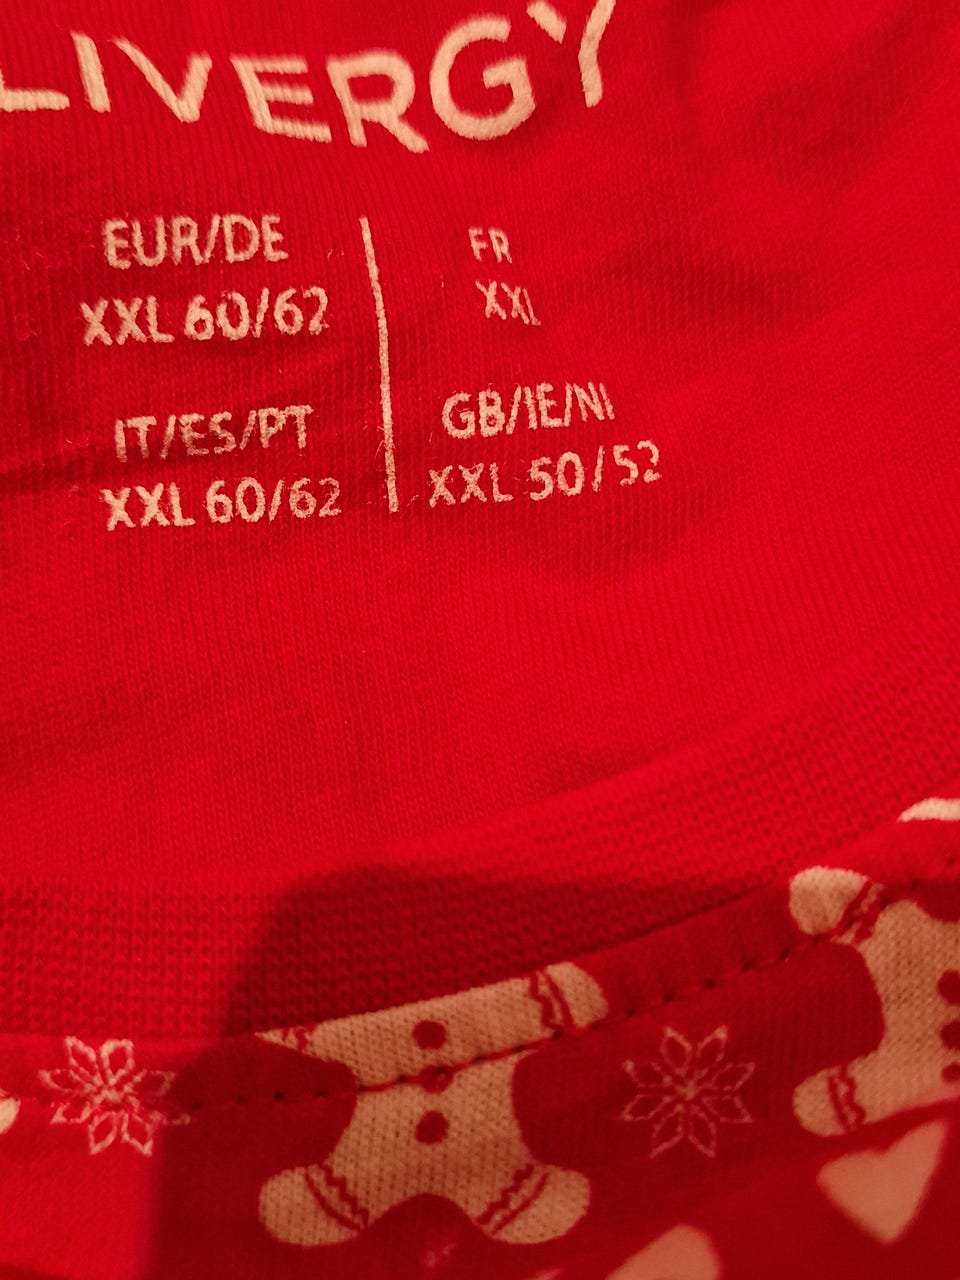 LIVERGY
EUR/DE
XXL 60/62
FR
XXL
IT/ES/PT
XXL 60/62
GB/IE/NI
XXL 50/52